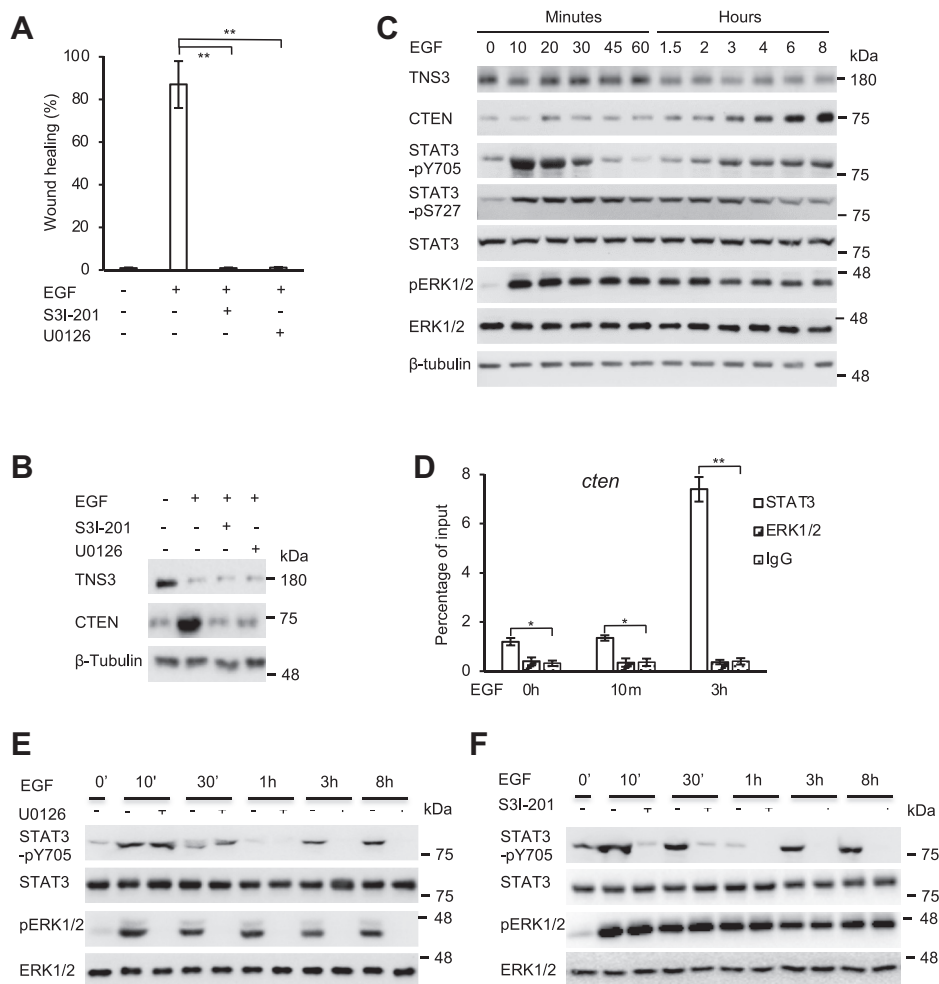 A
**
**
100
80
60
40
20
0
Wound healing (%)
EGF - + + +
S3I-201 - - + -
U0126 - - - +
B
EGF - + + +
S3I-201 - - + -
U0126 - - - + kDa
TNS3 180
CTEN 75
β-Tubulin 48
C
Minutes Hours
EGF 0 10 20 30 45 60 1.5 2 3 4 6 8 kDa
TNS3 180
CTEN 75
STAT3
-pY705 75
STAT3
-pS727 75
STAT3 75
pERK1/2 48
ERK1/2 48
β-tubulin 48
D
cten
8
6
4
2
0
Percentage of input
*
*
**
STAT3
ERK1/2
IgG
EGF 0h 10m 3h
E
EGF 0' 10' 30' 1h 3h 8h
U0126 - - + - + - + - - kDa
STAT3
-pY705 75
STAT3 75
pERK1/2 48
ERK1/2 48
F
EGF 0' 10' 30' 1h 3h 8h
S3I-201 - - + - + - + - - kDa
STAT3
-pY705 75
STAT3 75
pERK1/2 48
ERK1/2 48